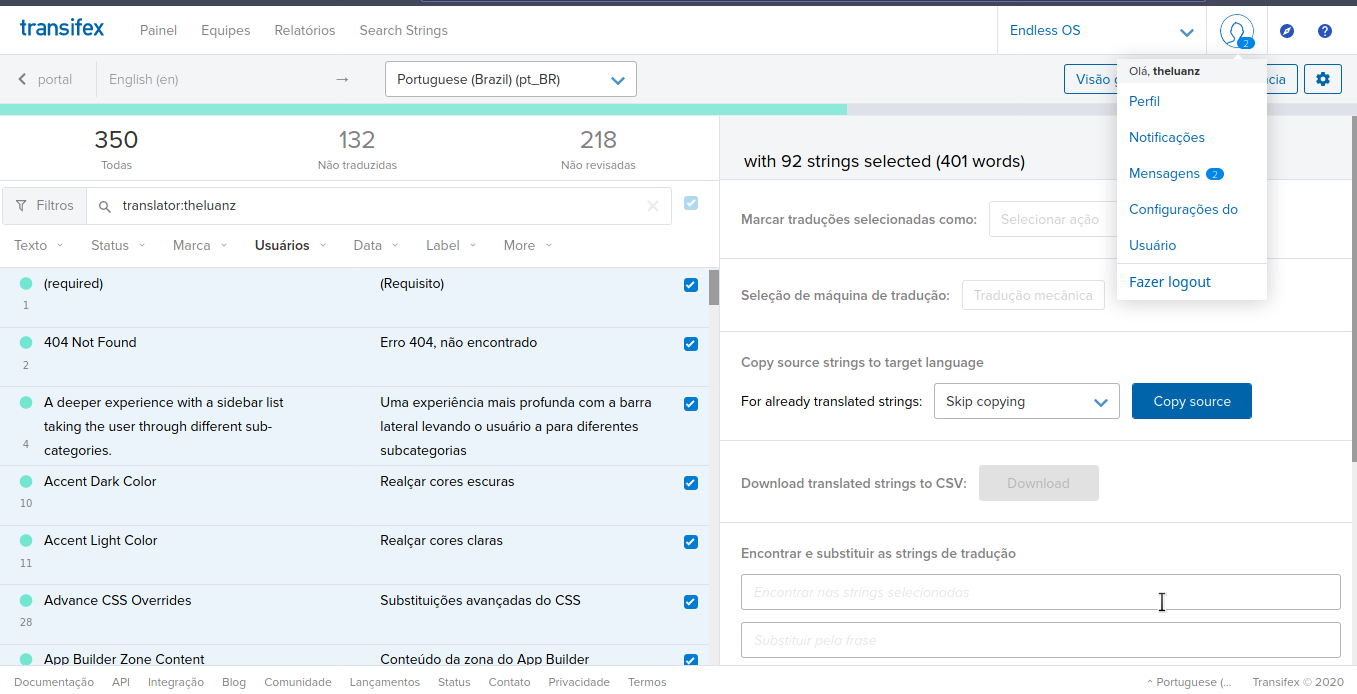 transifex Painel Equipes Relatórios Search Strings Endless OS 2
portal English (en) → Portuguese (Brazil) (pt_BR) Visão
Olá, theluanz
Perfil
Notificações
Mensagens 2
Configurações do
Usuário
Fazer logout
350 132 218
Todas Não traduzidas Não revisadas
Filtros translator:theluanz
Texto Status Marca Usuários Data Label More
(required) (Requisito)
1
404 Not Found Erro 404, não encontrado
2
A deeper experience with a sidebar list Uma experiência mais profunda com a barra
taking the user through different sub- lateral levando o usuário a para diferentes
4 categories. subcategorias
Accent Dark Color Realçar cores escuras
10
Accent Light Color Realçar cores claras
11
Advance CSS Overrides Substituições avançadas do CSS
28
App Builder Zone Content Conteúdo da zona do App Builder
with 92 strings selected (401 words)
Marcar traduções selecionadas como: Selecionar ação
Seleção de máquina de tradução: Tradução mecânica
Copy source strings to target language
For already translated strings: Skip copying Copy source
Download translated strings to CSV: Download
Encontrar e substituir as strings de tradução
Encontrar nas strings selecionadas
Substituir pela frase
Documentação API Integração Blog Comunidade Lançamentos Status Contato Privacidade Termos Portuguese (... Transifex © 2020